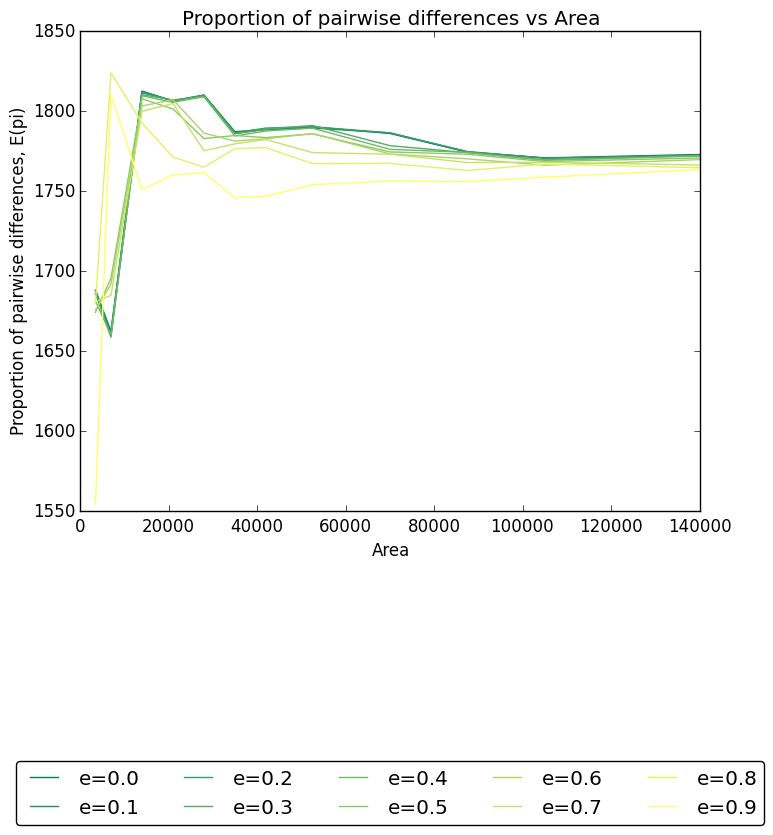 Proportion of pairwise differences vs Area
Proportion of pairwise differences, E(pi)
1850
1800
1750
1700
1650
1600
1550
0 20000 40000 60000 80000 100000 120000 140000
Area
e=0.0 e=0.2 e=0.4 e=0.6 e=0.8
e=0.1 e=0.3 e=0.5 e=0.7 e=0.9